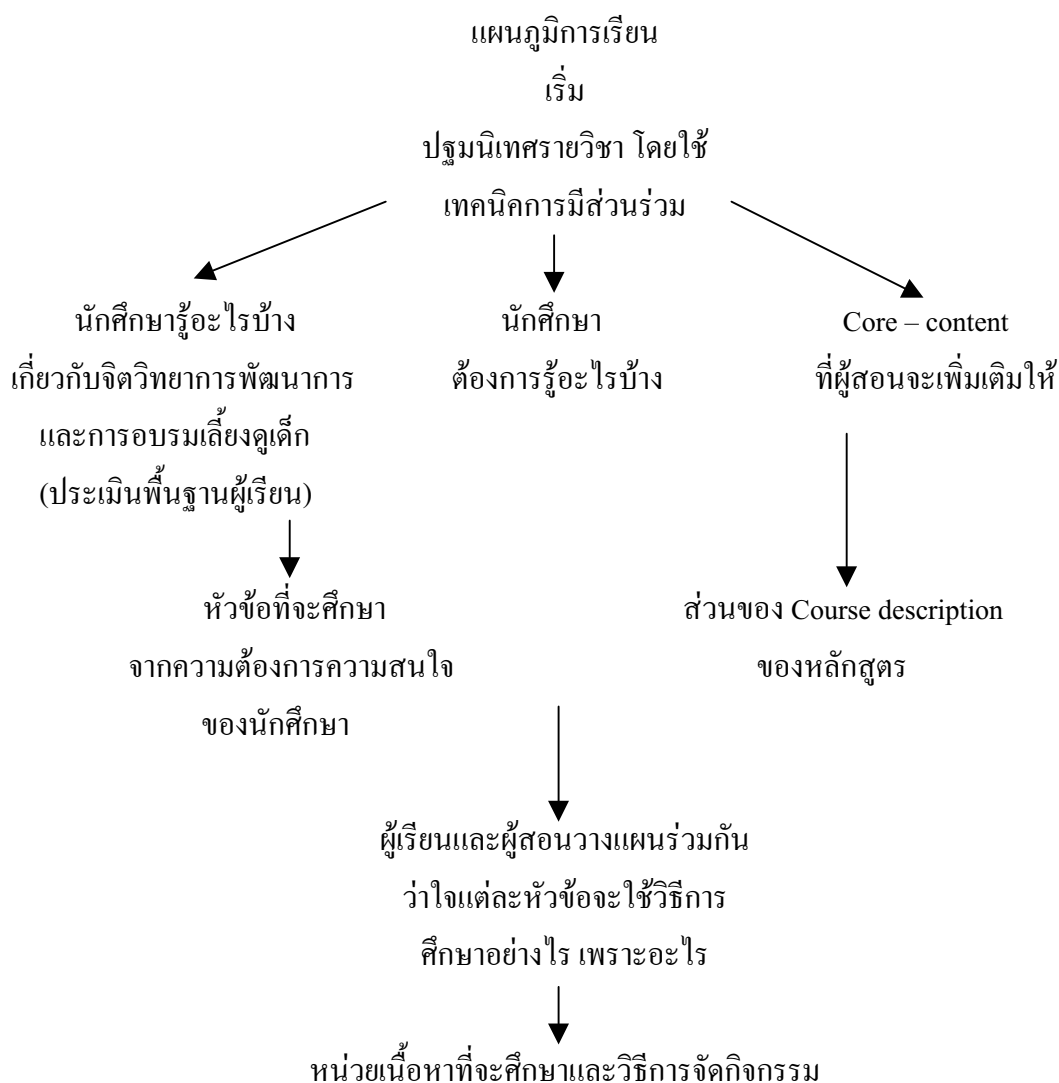 แผนภูมิการเรียน
เริ่ม
ปฐมนิเทศรายวิชา โดยใช้
เทคนิคการมีส่วนร่วม
นักศึกษารู้อะไรบ้าง
เกี่ยวกับจิตวิทยาการพัฒนาการ
และการอบรมเลี้ยงดูเด็ก
(ประเมินพื้นฐานผู้เรียน)
นักศึกษา
ต้องการรู้อะไรบ้าง
Core – content
ที่ผู้สอนจะเพิ่มเติมให้
หัวข้อที่จะศึกษา
จากความต้องการความสนใจ
ของนักศึกษา
ส่วนของ Course description
ของหลักสูตร
ผู้เรียนและผู้สอนวางแผนร่วมกัน
ว่าใจแต่ละหัวข้อจะใช้วิธีการ
ศึกษาอย่างไร เพราะอะไร
หน่วยเนื้อหาที่จะศึกษาและวิธีการจัดกิจกรรม